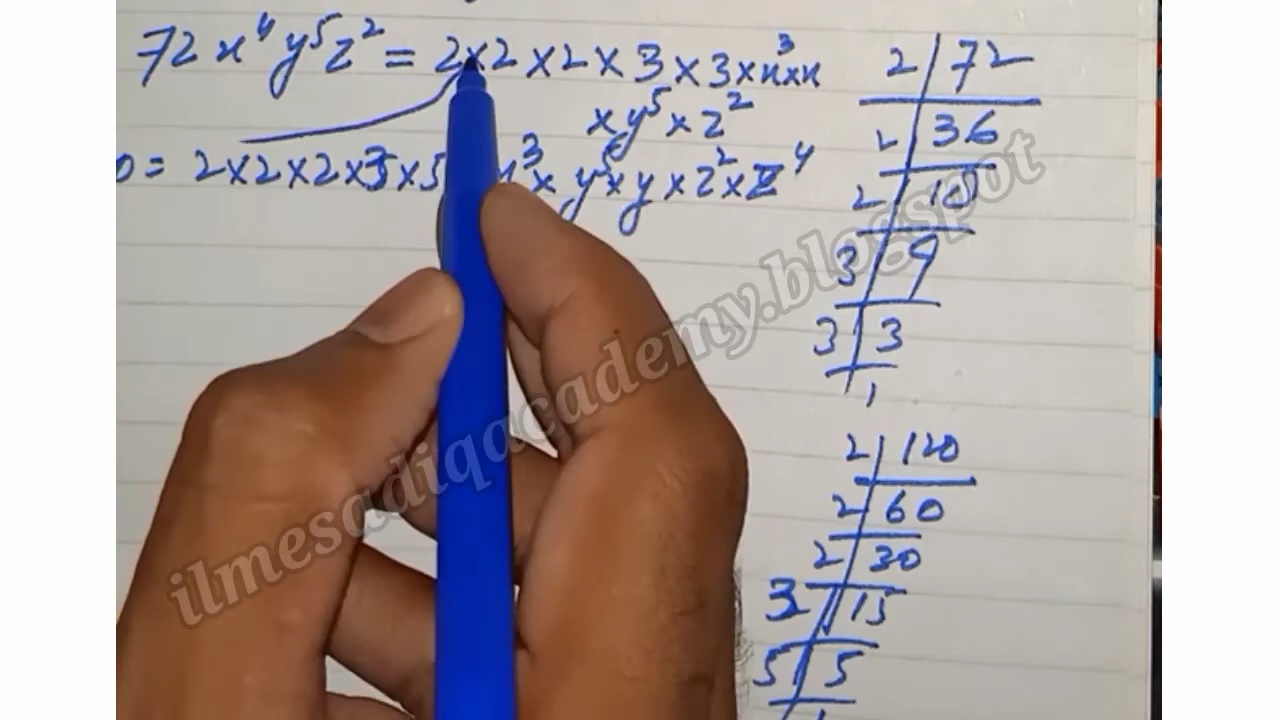 72 x⁴ y⁵ z² = 2 × 2 × 2 × 3 × 3 × x³ × x
× y⁵ × z²
0 = 2 × 2 × 2 × 3 × 5 x³ × y⁵ × y × z² × z⁴
2 | 72
2 | 36
2 | 18
3 | 9
3 | 3
1
2 | 120
2 | 60
2 | 30
3 | 15
5 | 5
1
ilmesadiqacademy.blogspot